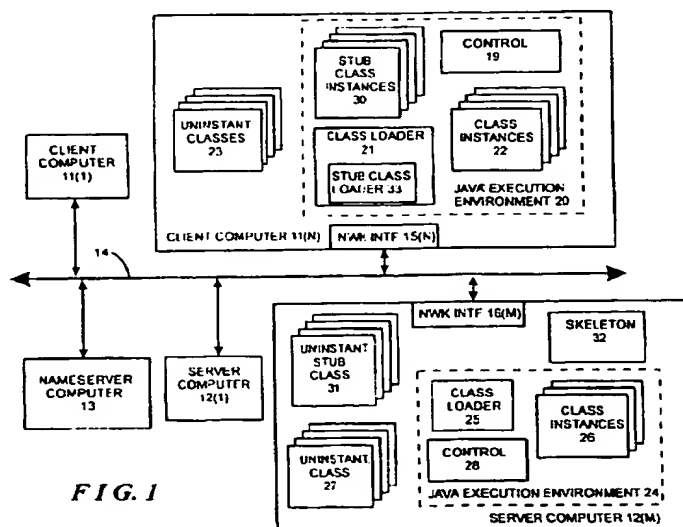 STUB
CLASS
INSTANCES
30
CONTROL
19
UNINSTANT
CLASSES
23
CLASS LOADER
21
STUB CLASS
LOADER 33
CLASS
INSTANCES
22
JAVA EXECUTION
ENVIRONMENT 20
CLIENT
COMPUTER
11(1)
CLIENT COMPUTER 11(N)
NWK INTF 15(N)
14
NWK INTF 16(M)
SKELETON
32
UNINSTANT
STUB
CLASS
31
NAMESERVER
COMPUTER
13
SERVER
COMPUTER
12(1)
CLASS
LOADER
25
CLASS
INSTANCES
26
UNINSTANT
CLASS
27
CONTROL
28
JAVA EXECUTION
ENVIRONMENT 24
SERVER COMPUTER 12(M)
FIG. 1